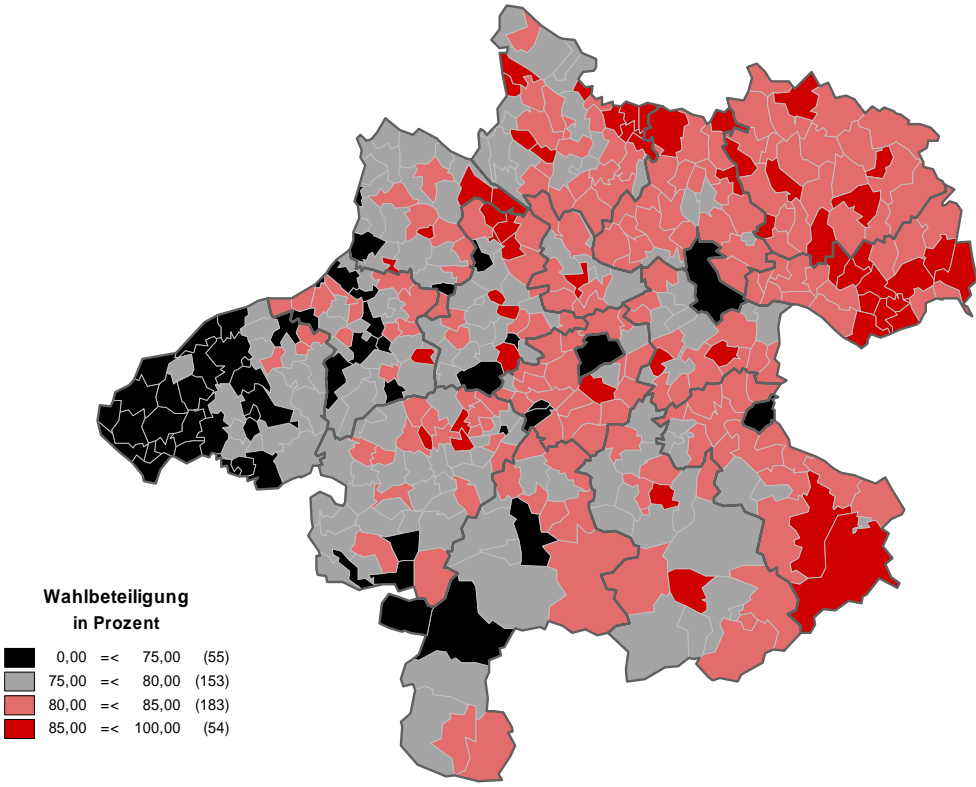 Wahlbeteiligung
in Prozent
0,00 =< 75,00 (55)
75,00 =< 80,00 (153)
80,00 =< 85,00 (183)
85,00 =< 100,00 (54)